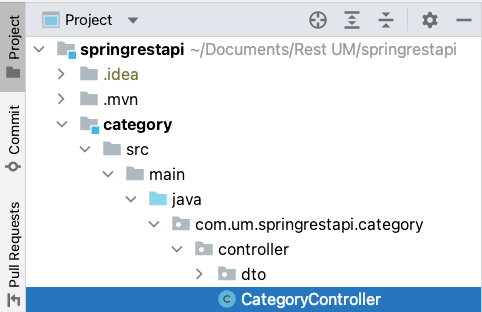 Project
springrestapi ~/Documents/Rest UM/springrestapi
.idea
.mvn
category
src
main
java
com.um.springrestapi.category
controller
dto
CategoryController
Project
Commit
Pull Requests